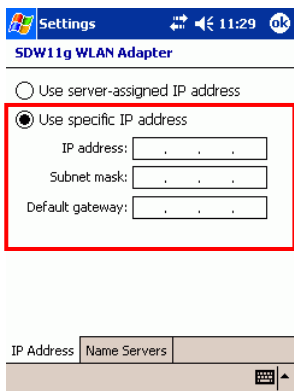 Settings 11:29 ok
SDW11g WLAN Adapter
Use server-assigned IP address
Use specific IP address
IP address: . . .
Subnet mask: . . .
Default gateway: . . .
IP Address Name Servers